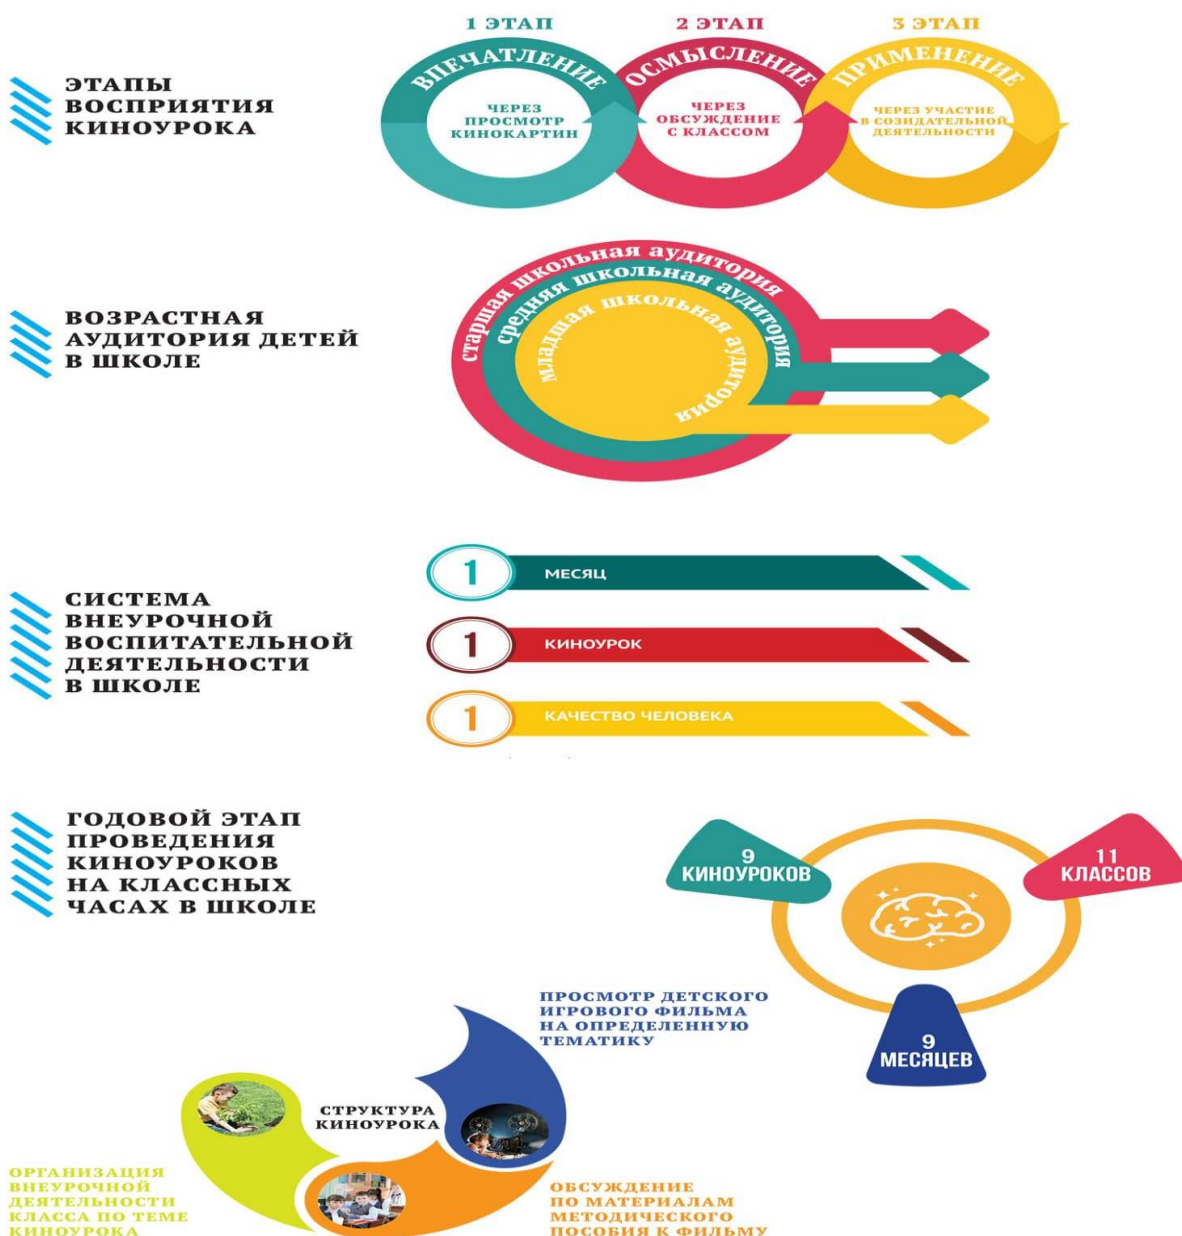 1 ЭТАП
2 ЭТАП
3 ЭТАП
ЭТАПЫ
ВОСПРИЯТИЯ
КИНОУРОКА
ВПЕЧАТЛЕНИЕ
ЧЕРЕЗ
ПРОСМОТР
КИНОКАРТИН
ОСМЫСЛЕНИЕ
ЧЕРЕЗ
ОБСУЖДЕНИЕ
С КЛАССОМ
ПРИМЕНЕНИЕ
ЧЕРЕЗ УЧАСТИЕ
В СОЗИДАТЕЛЬНОЙ
ДЕЯТЕЛЬНОСТИ
ВОЗРАСТНАЯ
АУДИТОРИЯ ДЕТЕЙ
В ШКОЛЕ
старшая школьная аудитория
средняя школьная аудитория
младшая школьная аудитория
СИСТЕМА
ВНЕУРОЧНОЙ
ВОСПИТАТЕЛЬНОЙ
ДЕЯТЕЛЬНОСТИ
В ШКОЛЕ
1 МЕСЯЦ
1 КИНОУРОК
1 КАЧЕСТВО ЧЕЛОВЕКА
ГОДОВОЙ ЭТАП
ПРОВЕДЕНИЯ
КИНОУРОКОВ
НА КЛАССНЫХ
ЧАСАХ В ШКОЛЕ
9
КИНОУРОКОВ
11
КЛАССОВ
9
МЕСЯЦЕВ
ПРОСМОТР ДЕТСКОГО
ИГРОВОГО ФИЛЬМА
НА ОПРЕДЕЛЕННУЮ
ТЕМАТИКУ
СТРУКТУРА
КИНОУРОКА
ОРГАНИЗАЦИЯ
ВНЕУРОЧНОЙ
ДЕЯТЕЛЬНОСТИ
КЛАССА ПО ТЕМЕ
КИНОУРОКА
ОБСУЖДЕНИЕ
ПО МАТЕРИАЛАМ
МЕТОДИЧЕСКОГО
ПОСОБИЯ К ФИЛЬМУ